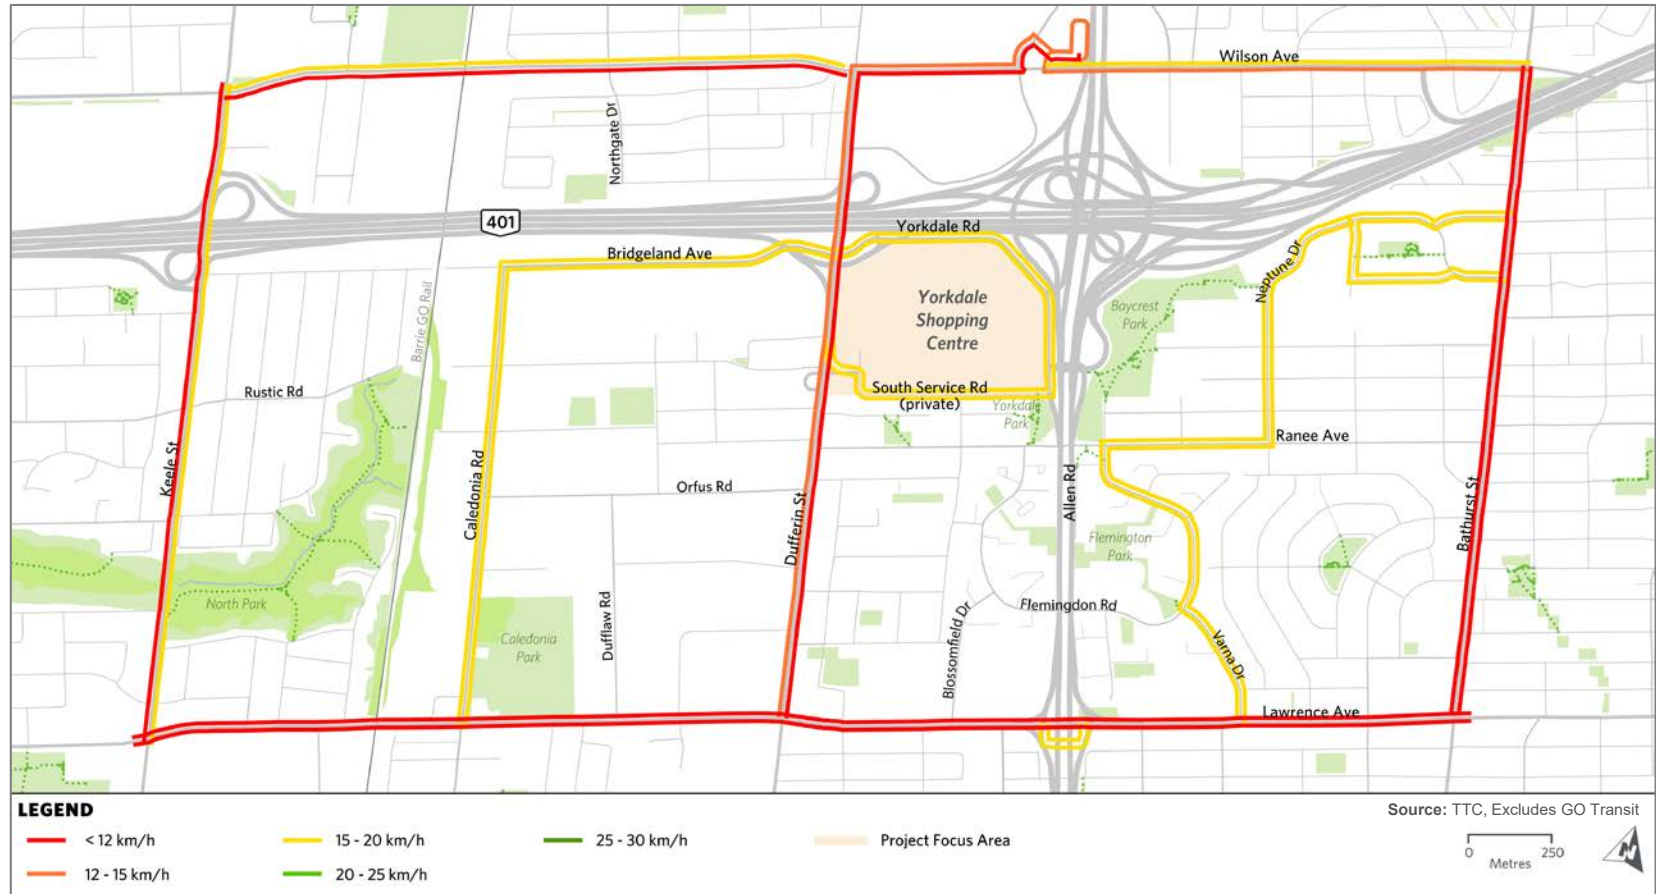 Wilson Ave
Northgate Dr
401
Yorkdale Rd
Bridgeland Ave
Neptune Dr
Barrie GO Rail
Yorkdale
Shopping
Centre
Baycrest
Park
Rustic Rd
South Service Rd
(private)
Yorkdale
Park
Ranee Ave
Keele St
Caledonia Rd
Orfus Rd
Dufferin St
Allen Rd
Bathurst St
Flemington
Park
North Park
Caledonia
Park
Dufflaw Rd
Blossomfield Dr
Flemingdon Rd
Varna Dr
Lawrence Ave
LEGEND
< 12 km/h
12 - 15 km/h
15 - 20 km/h
20 - 25 km/h
25 - 30 km/h
Project Focus Area
Source: TTC, Excludes GO Transit
0 250
Metres
N